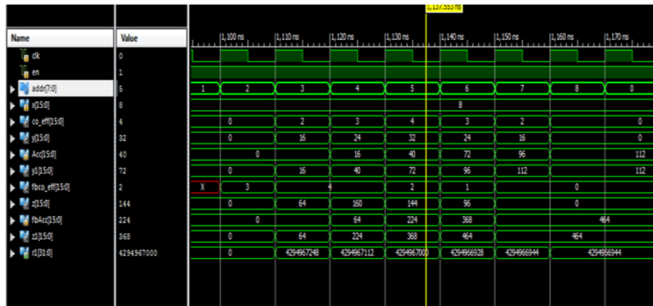 1,137.553 ns
Name Value 1,100 ns 1,110 ns 1,120 ns 1,130 ns 1,140 ns 1,150 ns 1,160 ns 1,170 ns
clk 0
en 1
addr[7:0] 5 1 2 3 4 5 6 7 8 0
x[15:0] 8 8
co_eff[15:0] 4 0 2 3 4 3 2 0
y[15:0] 32 0 16 24 32 24 16 0
Acc[15:0] 40 0 16 40 72 96 112
y1[15:0] 72 0 16 40 72 96 112 112
fbco_eff[15:0] 2 X 3 4 2 1 0
z[15:0] 144 0 64 160 144 96 0
fbAcc[15:0] 224 0 64 224 368 464
z1[15:0] 368 0 64 224 368 464 464
r1[31:0] 4294967000 0 4294967248 4294967112 4294967000 4294966928 4294966944 4294966944